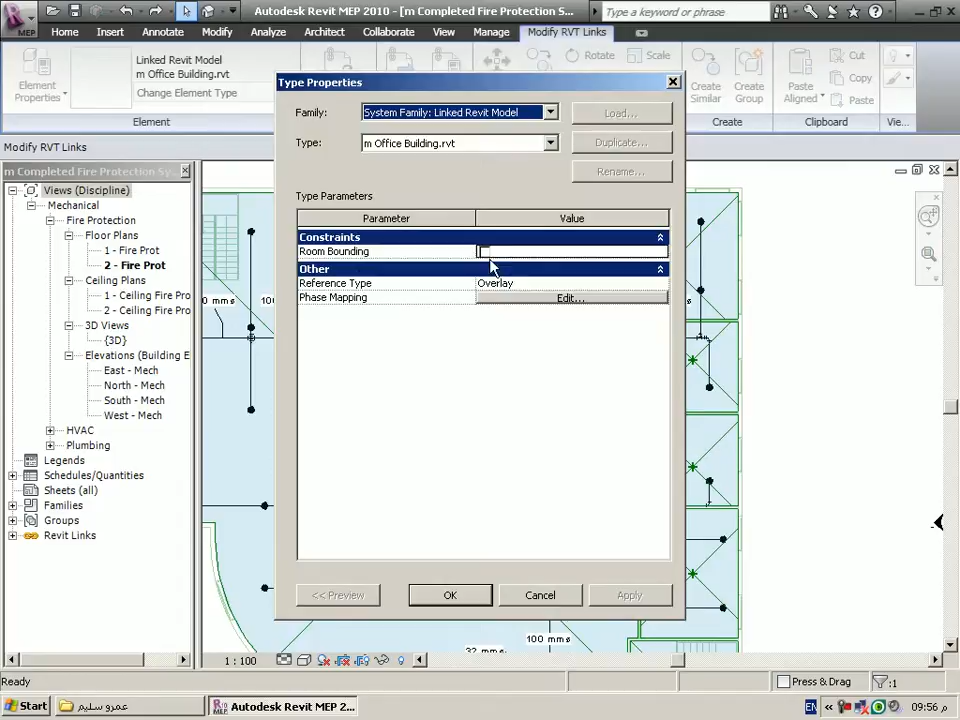 Autodesk Revit MEP 2010 - [m Completed Fire Protection S...
Type a keyword or phrase
MEP
Home
Insert
Annotate
Modify
Analyze
Architect
Collaborate
View
Manage
Modify RVT Links
Element
Properties
Linked Revit Model
m Office Building.rvt
Change Element Type
Element
Rotate
Scale
Create
Similar
Create
Group
Create
Paste
Aligned
Cut
Copy
Paste
Clipboard
Vie...
Modify RVT Links
m Completed Fire Protection Sy...
Views (Discipline)
Mechanical
Fire Protection
Floor Plans
1 - Fire Prot
2 - Fire Prot
Ceiling Plans
1 - Ceiling Fire Pro
2 - Ceiling Fire Pro
3D Views
{3D}
Elevations (Building E
East - Mech
North - Mech
South - Mech
West - Mech
HVAC
Plumbing
Legends
Schedules/Quantities
Sheets (all)
Families
Groups
Revit Links
Type Properties
Family:
System Family: Linked Revit Model
Load...
Type:
m Office Building.rvt
Duplicate...
Rename...
Type Parameters
Parameter
Value
Constraints
Room Bounding
Other
Reference Type
Overlay
Phase Mapping
Edit...
<< Preview
OK
Cancel
Apply
0 mms
10
100 mms
32 mms
1 : 100
Ready
Press & Drag
:1
Start
عمرو سليم
Autodesk Revit MEP 2...
EN
«
09:56 م